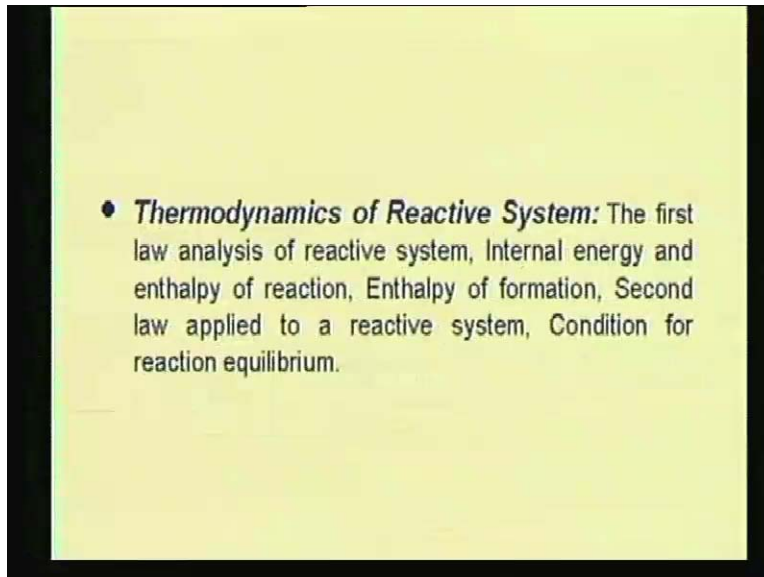 • Thermodynamics of Reactive System: The first
law analysis of reactive system, Internal energy and
enthalpy of reaction, Enthalpy of formation, Second
law applied to a reactive system, Condition for
reaction equilibrium.